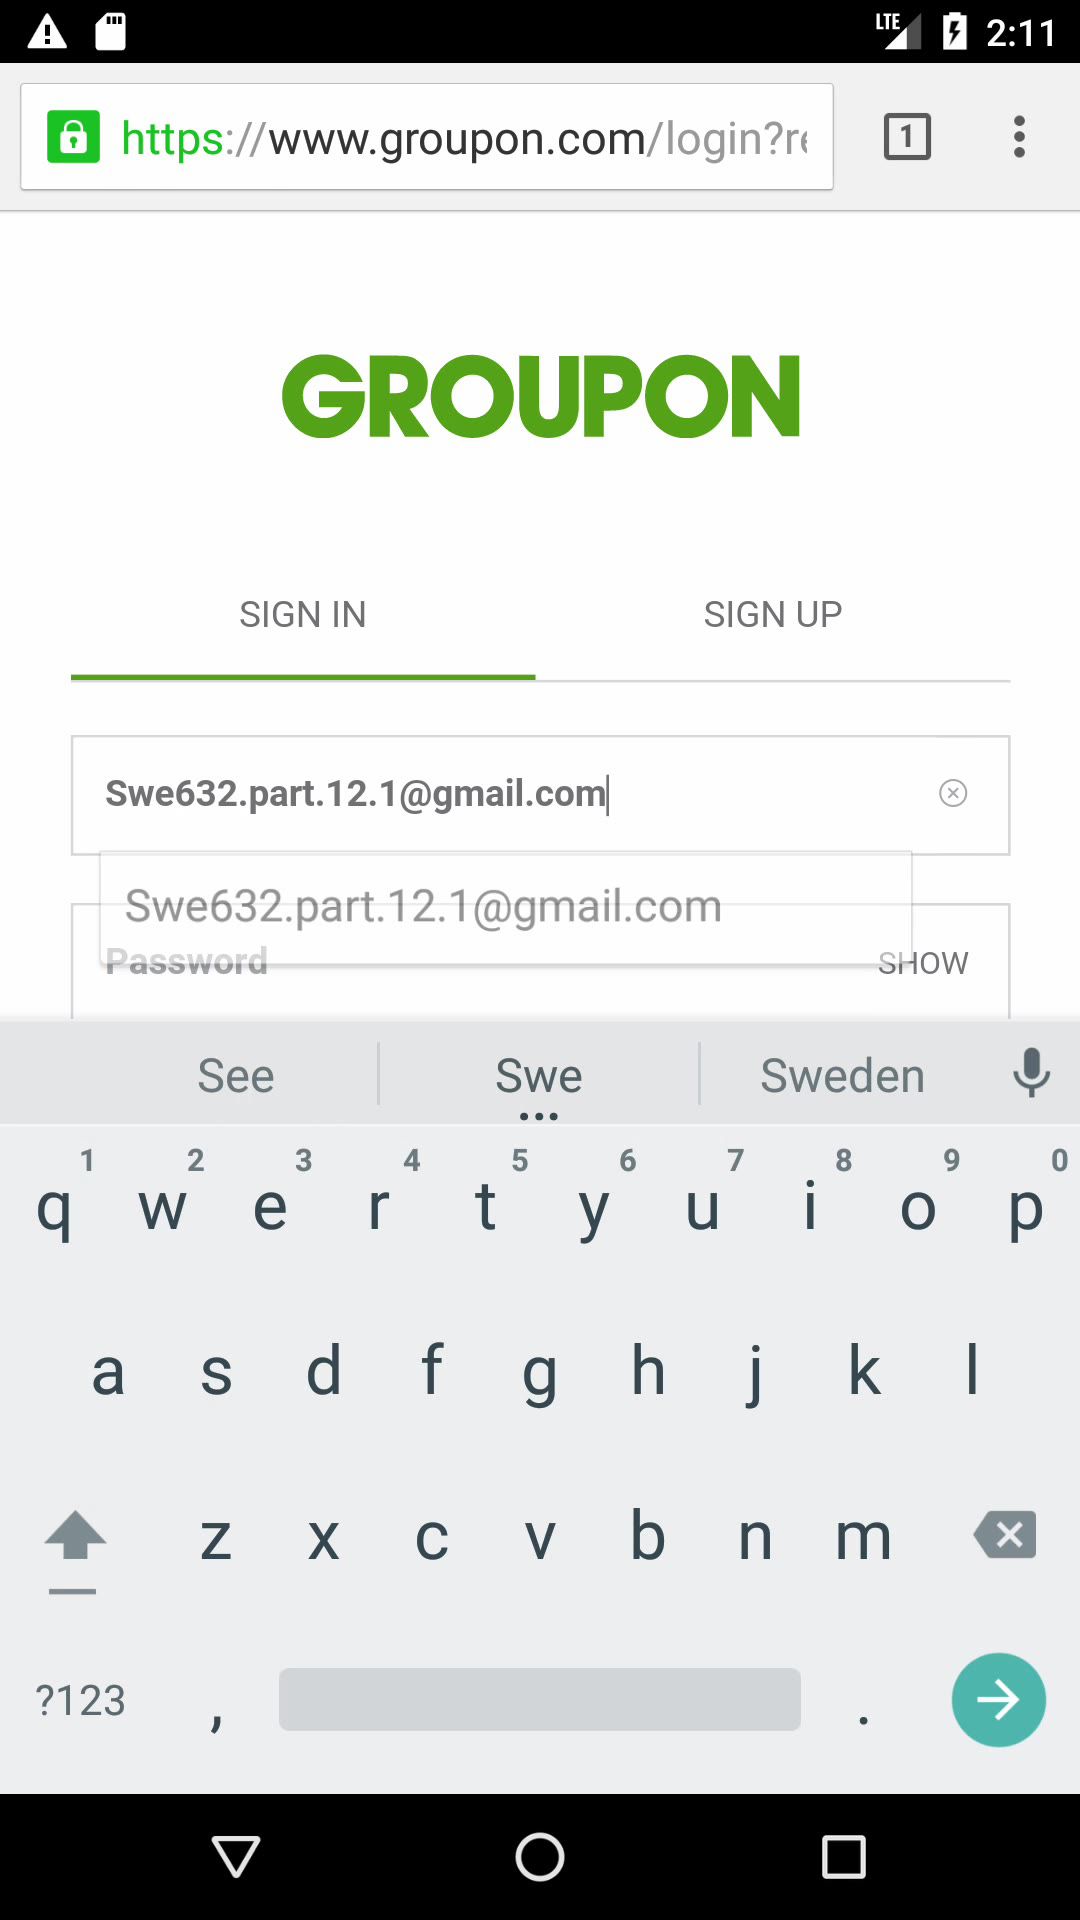 LTE 2:11
https://www.groupon.com/login?re
1
GROUPON
SIGN IN SIGN UP
Swe632.part.12.1@gmail.com
Swe632.part.12.1@gmail.com
Password SHOW
See Swe Sweden
1 2 3 4 5 6 7 8 9 0
q w e r t y u i o p
a s d f g h j k l
z x c v b n m
?123 , .